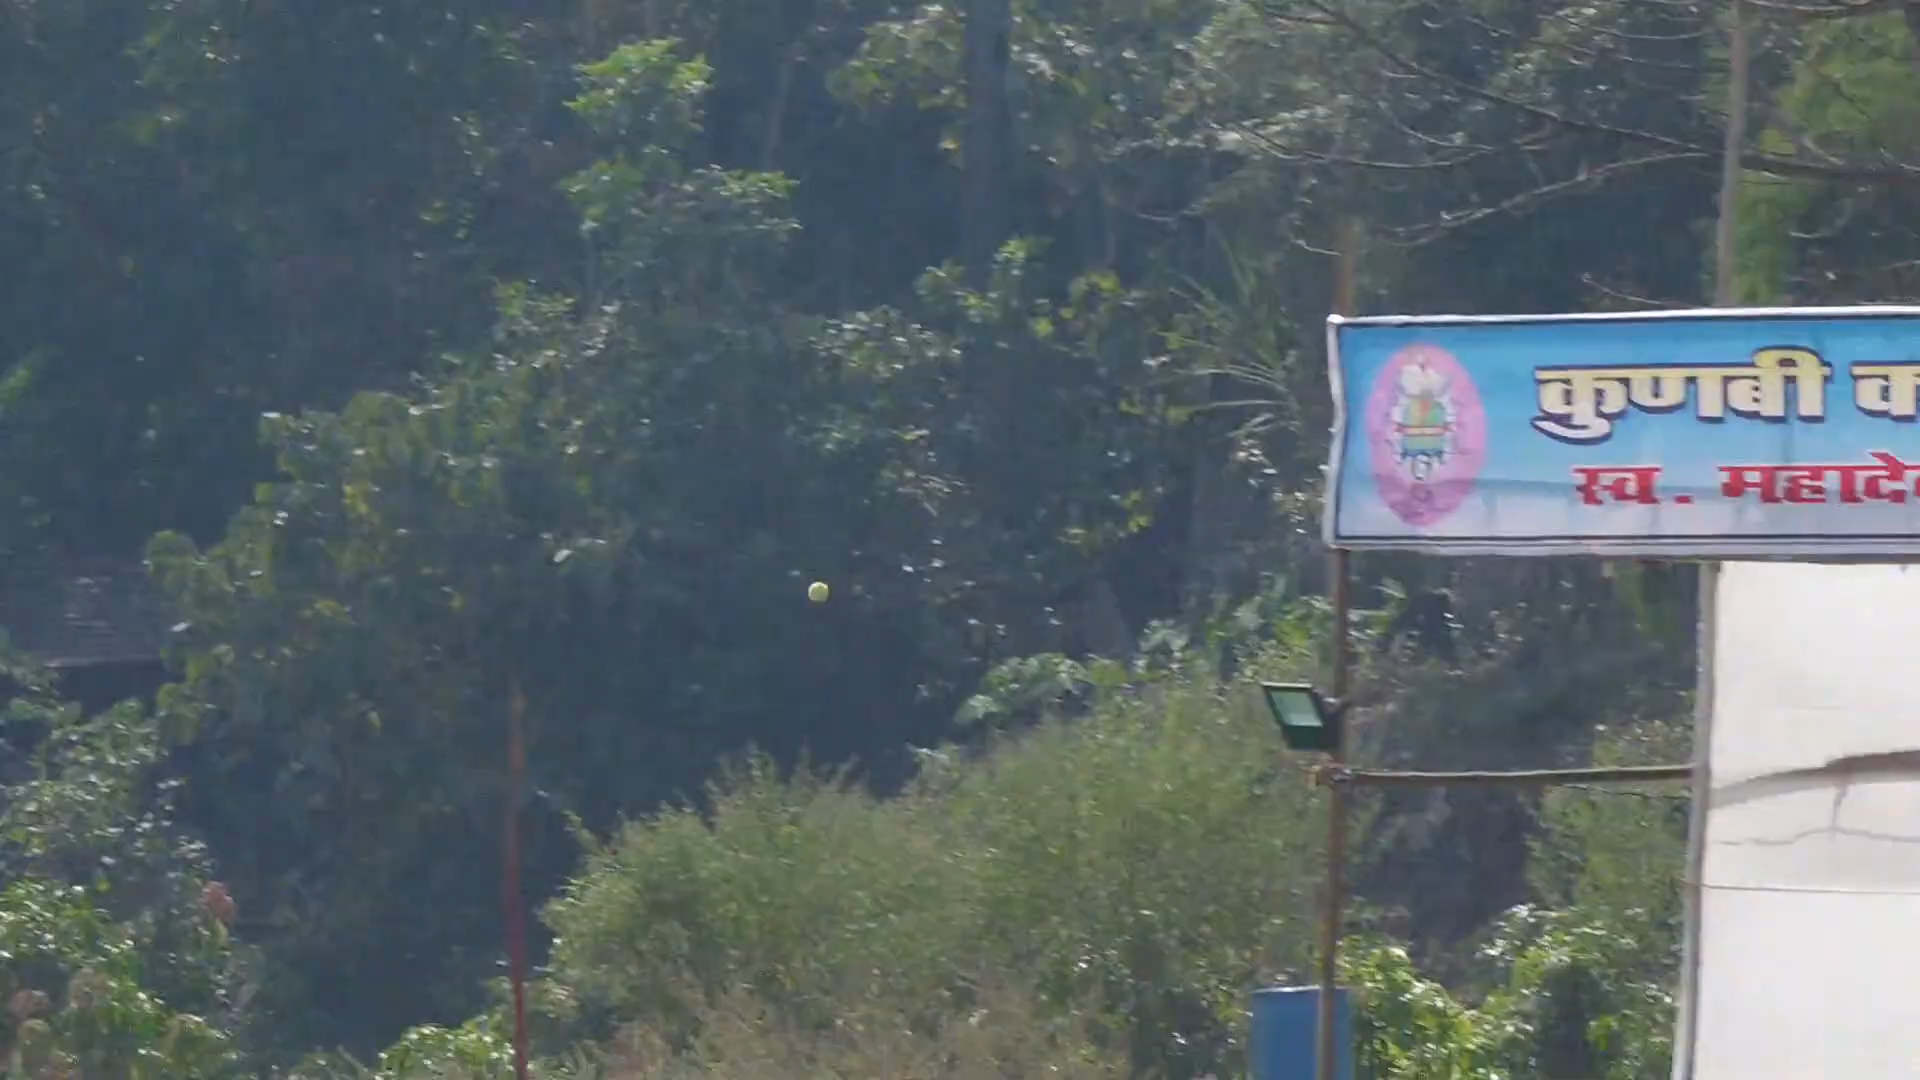 कुणबी क
स्व. महादेव